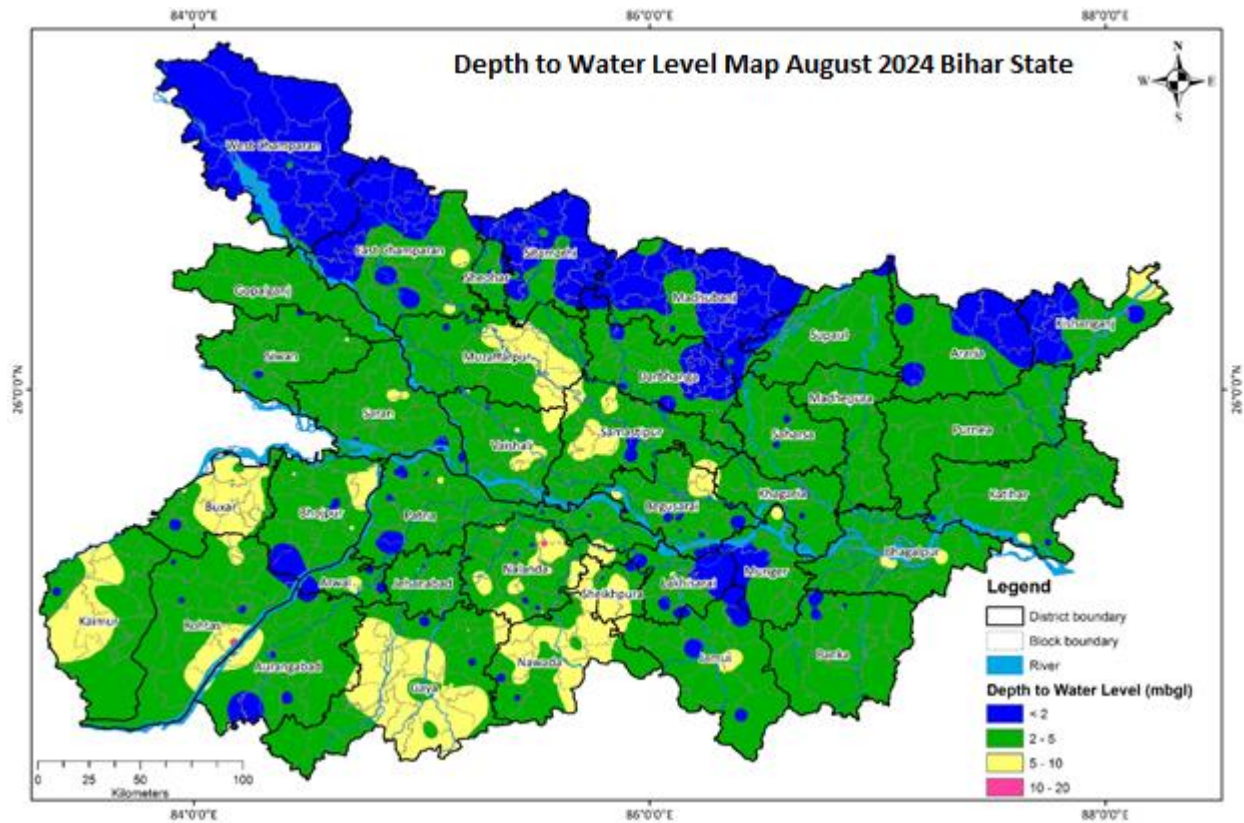 84°0'0"E 86°0'0"E 88°0'0"E
Depth to Water Level Map August 2024 Bihar State
N
W E
S
West Champaran
East Champaran
Sheohar
Sitamarhi
Gopalganj
Madhubani
Kishanganj
Siwan
Muzaffarpur
Darbhanga
Supaul
Araria
26°0'0"N 26°0'0"N
Saran
Vaishali
Samastipur
Madhepura
Saharsa
Purnea
Buxar
Bhojpur
Patna
Begusarai
Khagaria
Katihar
Bhagalpur
Kaimur
Rohtas
Arwal
Jehanabad
Nalanda
Sheikhpura
Lakhisarai
Munger
Aurangabad
Gaya
Nawada
Jamui
Banka
Legend
District boundary
Block boundary
River
Depth to Water Level (mbgl)
< 2
2 - 5
5 - 10
10 - 20
0 25 50 100
Kilometers
84°0'0"E 86°0'0"E 88°0'0"E